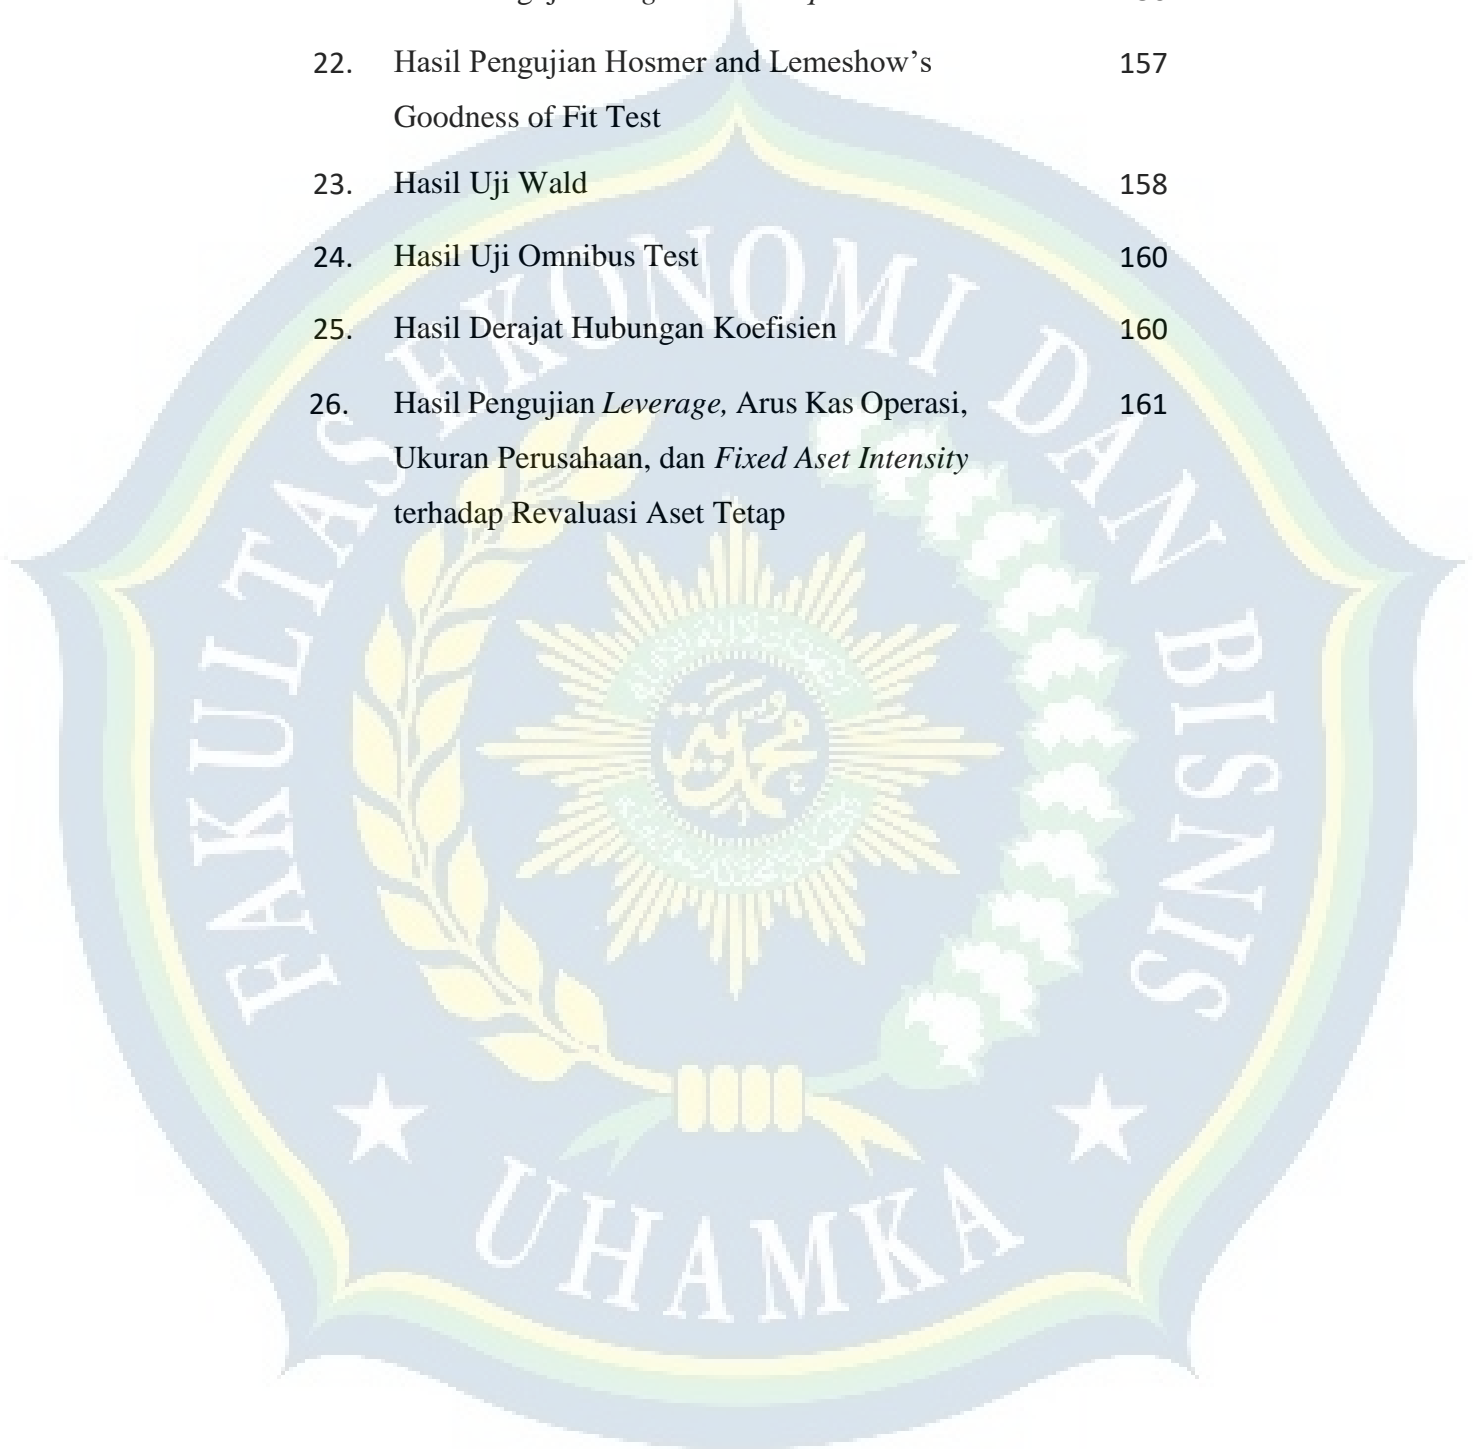 22. Hasil Pengujian Hosmer and Lemeshow’s 157
Goodness of Fit Test
23. Hasil Uji Wald 158
24. Hasil Uji Omnibus Test 160
25. Hasil Derajat Hubungan Koefisien 160
26. Hasil Pengujian Leverage, Arus Kas Operasi, 161
Ukuran Perusahaan, dan Fixed Aset Intensity
terhadap Revaluasi Aset Tetap
FAKULTAS EKONOMI DAN BISNIS
UHAMKA